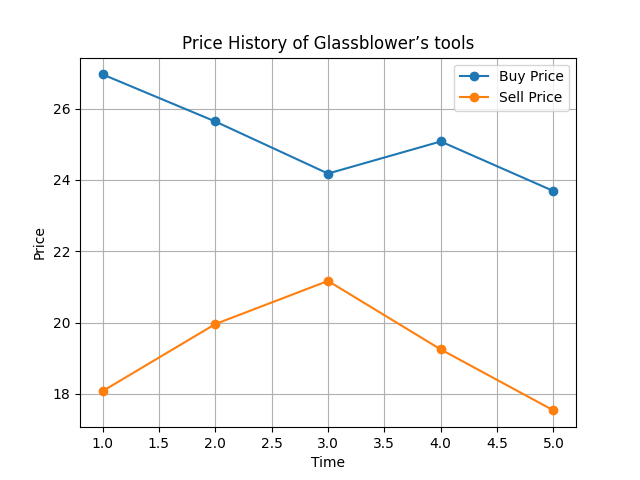 Price History of Glassblower’s tools
Buy Price
Sell Price
26
24
22
20
18
Price
1.0 1.5 2.0 2.5 3.0 3.5 4.0 4.5 5.0
Time